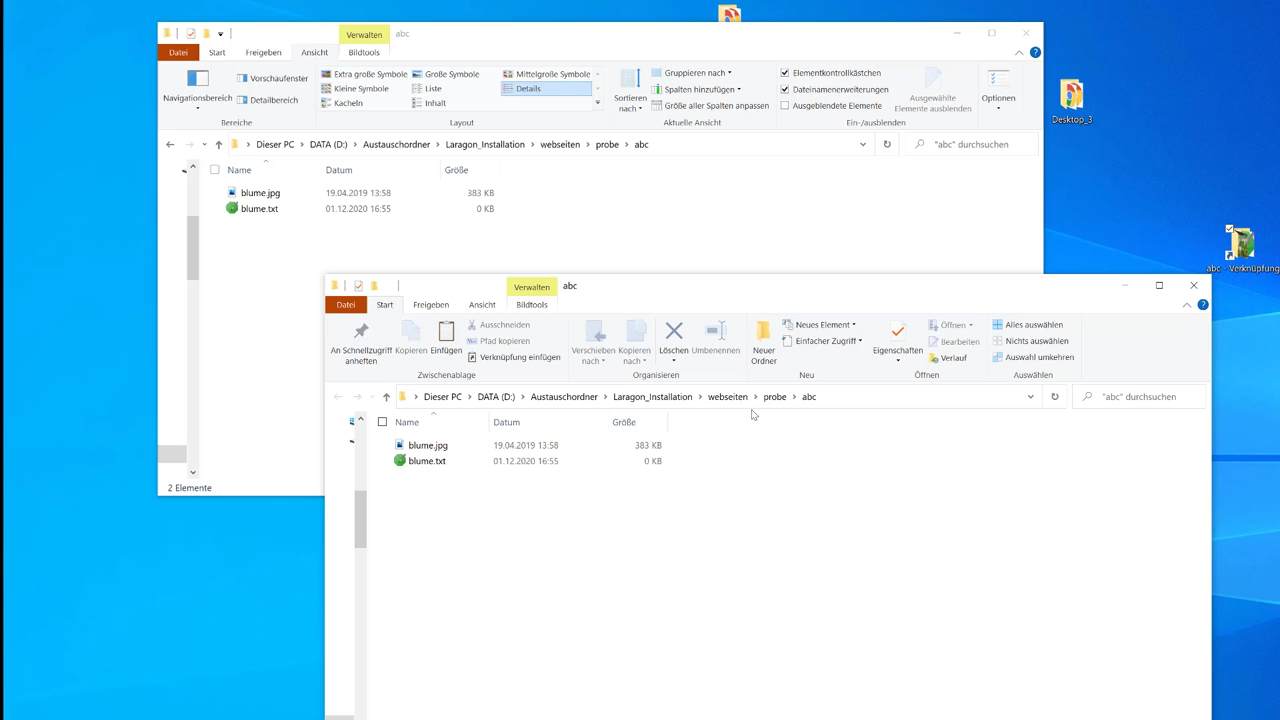 Verwalten abc
Datei Start Freigeben Ansicht Bildtools
Extra große Symbole Große Symbole Mittelgroße Symbole
Kleine Symbole Liste Details
Kacheln Inhalt
Navigationsbereich
Vorschaufenster
Detailbereich
Sortieren nach
Gruppieren nach
Spalten hinzufügen
Größe aller Spalten anpassen
Elementkontrollkästchen
Dateinamenerweiterungen
Ausgeblendete Elemente
Ausgewählte Elemente ausblenden
Optionen
Bereiche Layout Aktuelle Ansicht Ein-/ausblenden
Dieser PC DATA (D:) Austauschordner Laragon_Installation webseiten probe abc "abc" durchsuchen
Name Datum Größe
blume.jpg 19.04.2019 13:58 383 KB
blume.txt 01.12.2020 16:55 0 KB
2 Elemente
Desktop_3
abc - Verknüpfung
Verwalten abc
Datei Start Freigeben Ansicht Bildtools
An Schnellzugriff anheften
Kopieren
Einfügen
Ausschneiden
Pfad kopieren
Verknüpfung einfügen
Verschieben nach
Kopieren nach
Löschen
Umbenennen
Neuer Ordner
Neues Element
Einfacher Zugriff
Eigenschaften
Öffnen
Bearbeiten
Verlauf
Alles auswählen
Nichts auswählen
Auswahl umkehren
Zwischenablage Organisieren Neu Öffnen Auswählen
Dieser PC DATA (D:) Austauschordner Laragon_Installation webseiten probe abc "abc" durchsuchen
Name Datum Größe
blume.jpg 19.04.2019 13:58 383 KB
blume.txt 01.12.2020 16:55 0 KB